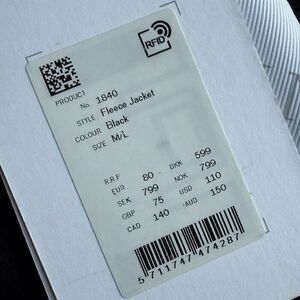 RFID
PRODUCT
No. 1840
STYLE Fleece Jacket
COLOUR Black
SIZE M/L
R.R.P 80.- DKK 599
EUR 799 NOK 799
SEK 75 USD 110
GBP 140 AUD 150
CAD
5 711747 474287